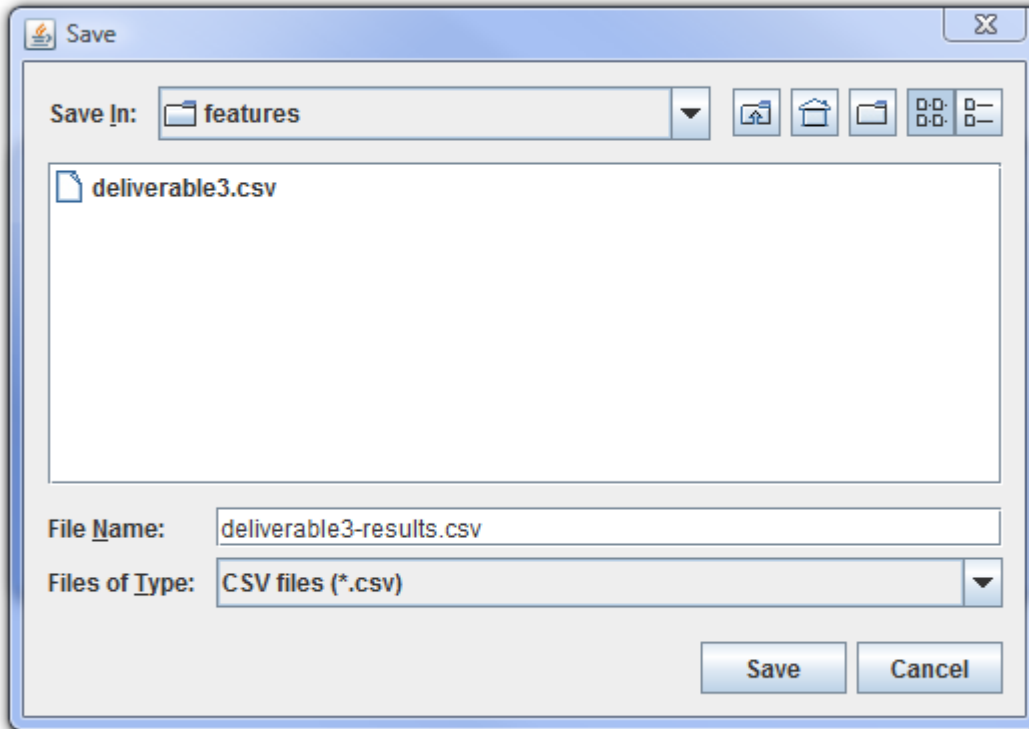 Save
Save In: features
deliverable3.csv
File Name: deliverable3-results.csv
Files of Type: CSV files (*.csv)
Save Cancel